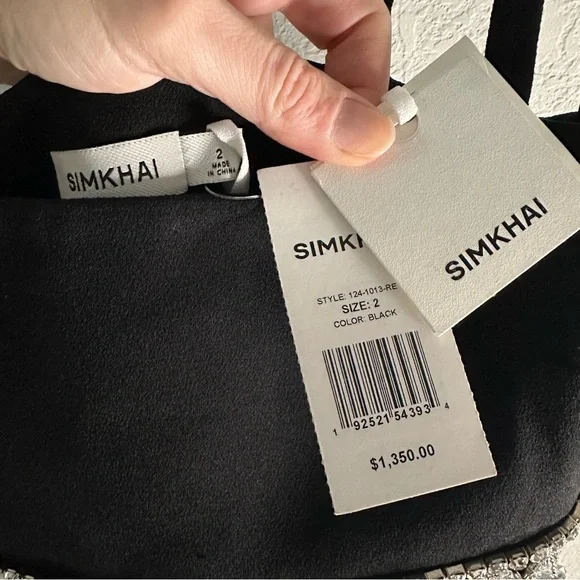 SIMKHAI
2
MADE
IN CHINA
SIMKHAI
SIMKH
STYLE: 124-1013-RE
SIZE: 2
COLOR: BLACK
1 92521 54393 4
$1,350.00